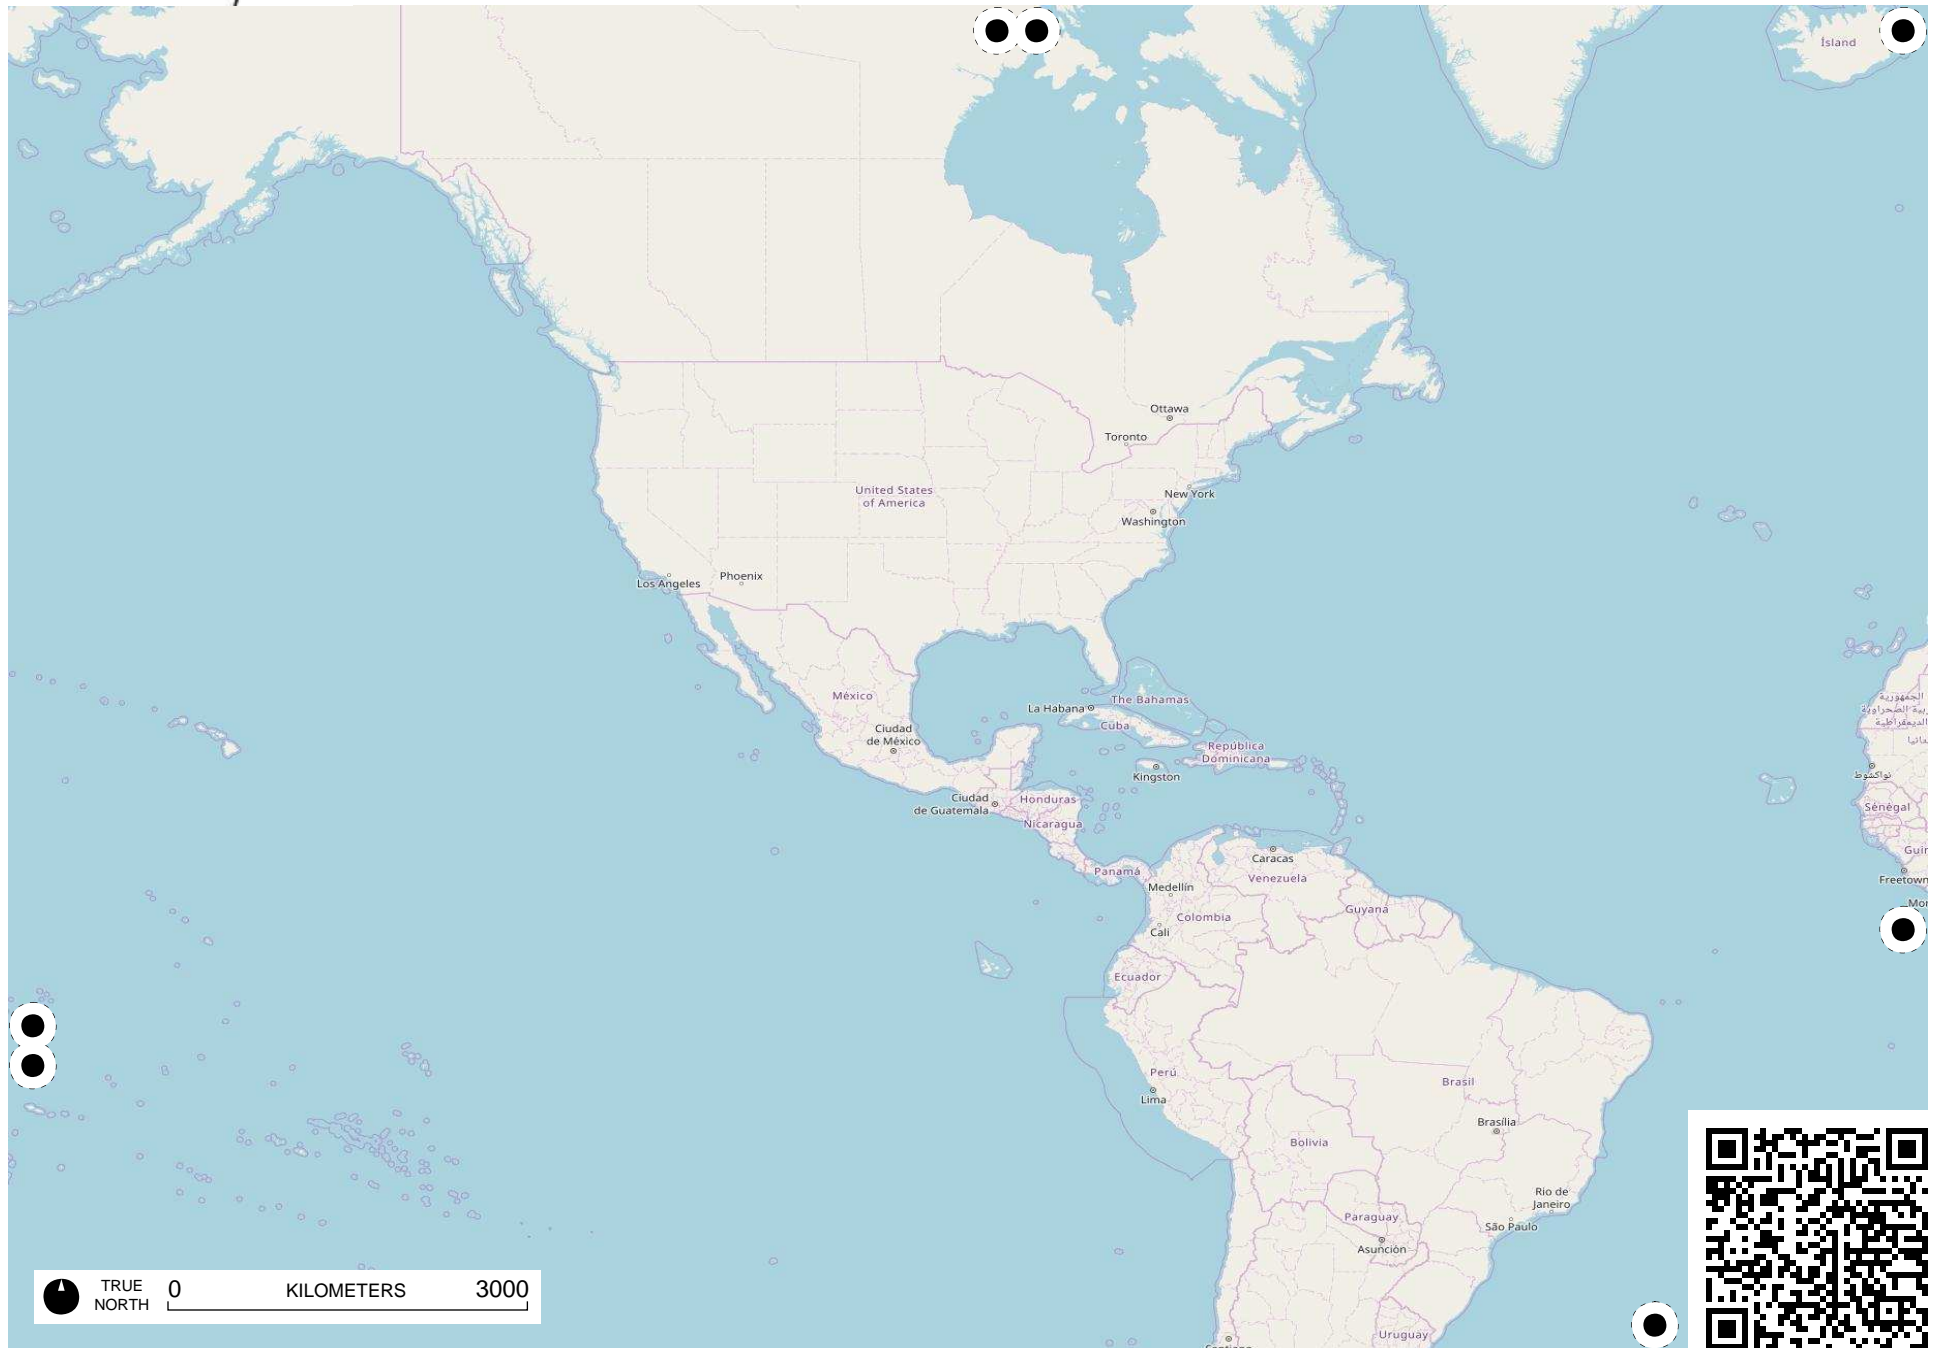 Ísland
Ottawa
Toronto
United States
of America
New York
Washington
Los Angeles
Phoenix
México
La Habana
The Bahamas
Cuba
Ciudad
de México
República
Dominicana
Kingston
Ciudad
de Guatemala
Honduras
Nicaragua
نواكشوط
Sénégal
Caracas
Panamá
Venezuela
Medellín
Freetown
Guyana
Colombia
Cali
Ecuador
Perú
Brasil
Lima
Brasília
Bolivia
Rio de
Janeiro
Paraguay
São Paulo
Asunción
Uruguay
TRUE
NORTH
0
KILOMETERS
3000